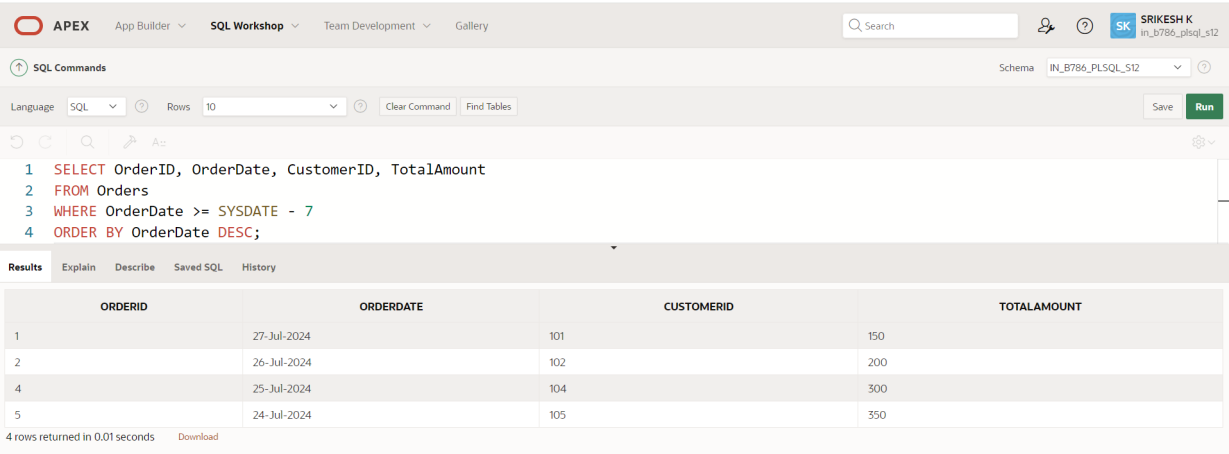 APEX App Builder SQL Workshop Team Development Gallery Search SK SRIKESH K
in_b786_plsql_s12
SQL Commands Schema IN_B786_PLSQL_S12
Language SQL Rows 10 Clear Command Find Tables Save Run
A::
1 SELECT OrderID, OrderDate, CustomerID, TotalAmount
2 FROM Orders
3 WHERE OrderDate >= SYSDATE - 7
4 ORDER BY OrderDate DESC;
Results Explain Describe Saved SQL History
ORDERID ORDERDATE CUSTOMERID TOTALAMOUNT
1 27-Jul-2024 101 150
2 26-Jul-2024 102 200
4 25-Jul-2024 104 300
5 24-Jul-2024 105 350
4 rows returned in 0.01 seconds Download